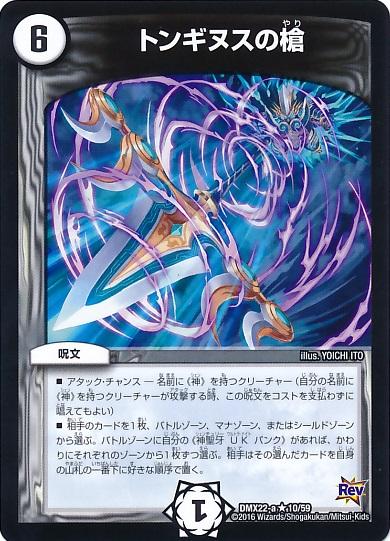 6
トンギヌスの槍
やり
呪文
illus. YOICHI ITO
■ アタック・チャンス ― 名前に《神》を持つクリーチャー(自分の名前に
《神》を持つクリーチャーが攻撃する時、この呪文をコストを支払わずに
唱えてもよい)
■ 相手のカードを1枚、バトルゾーン、マナゾーン、またはシールドゾーン
から選ぶ。バトルゾーンに自分の《神聖牙 UK パンク》があれば、かわ
りにそれぞれのゾーンから1枚ずつ選ぶ。相手はその選んだカードを自身
の山札の一番下に好きな順序で置く。
1
Rev
DMX22-a★10/59
©2016 Wizards/Shogakukan/Mitsui-Kids